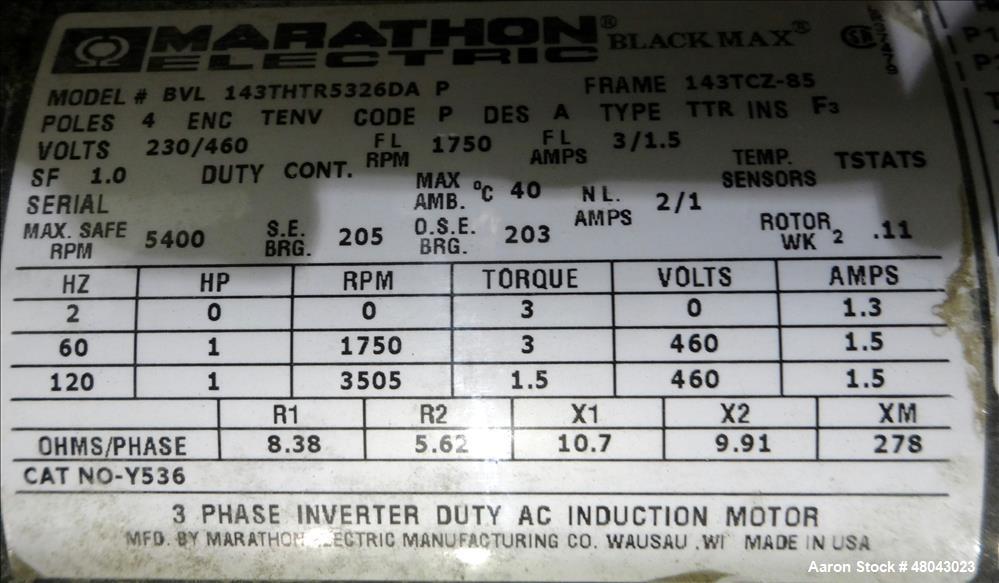 MARATHON® ELECTRIC BLACK MAX®
MODEL # BVL 143THTR5326DA P FRAME 143TCZ-85
POLES 4 ENC TENV CODE P DES A TYPE TTR INS F3
VOLTS 230/460 FL RPM 1750 FL AMPS 3/1.5
SF 1.0 DUTY CONT. MAX AMB. °C 40 N L. AMPS 2/1 TEMP. SENSORS TSTATS
SERIAL
MAX. SAFE RPM 5400 S.E. BRG. 205 O.S.E. BRG. 203 ROTOR WK2 .11
HZ HP RPM TORQUE VOLTS AMPS
2 0 0 3 0 1.3
60 1 1750 3 460 1.5
120 1 3505 1.5 460 1.5
R1 R2 X1 X2 XM
OHMS/PHASE 8.38 5.62 10.7 9.91 278
CAT NO-Y536
3 PHASE INVERTER DUTY AC INDUCTION MOTOR
MFD. BY MARATHON ELECTRIC MANUFACTURING CO. WAUSAU .WI MADE IN USA
Aaron Stock # 48043023